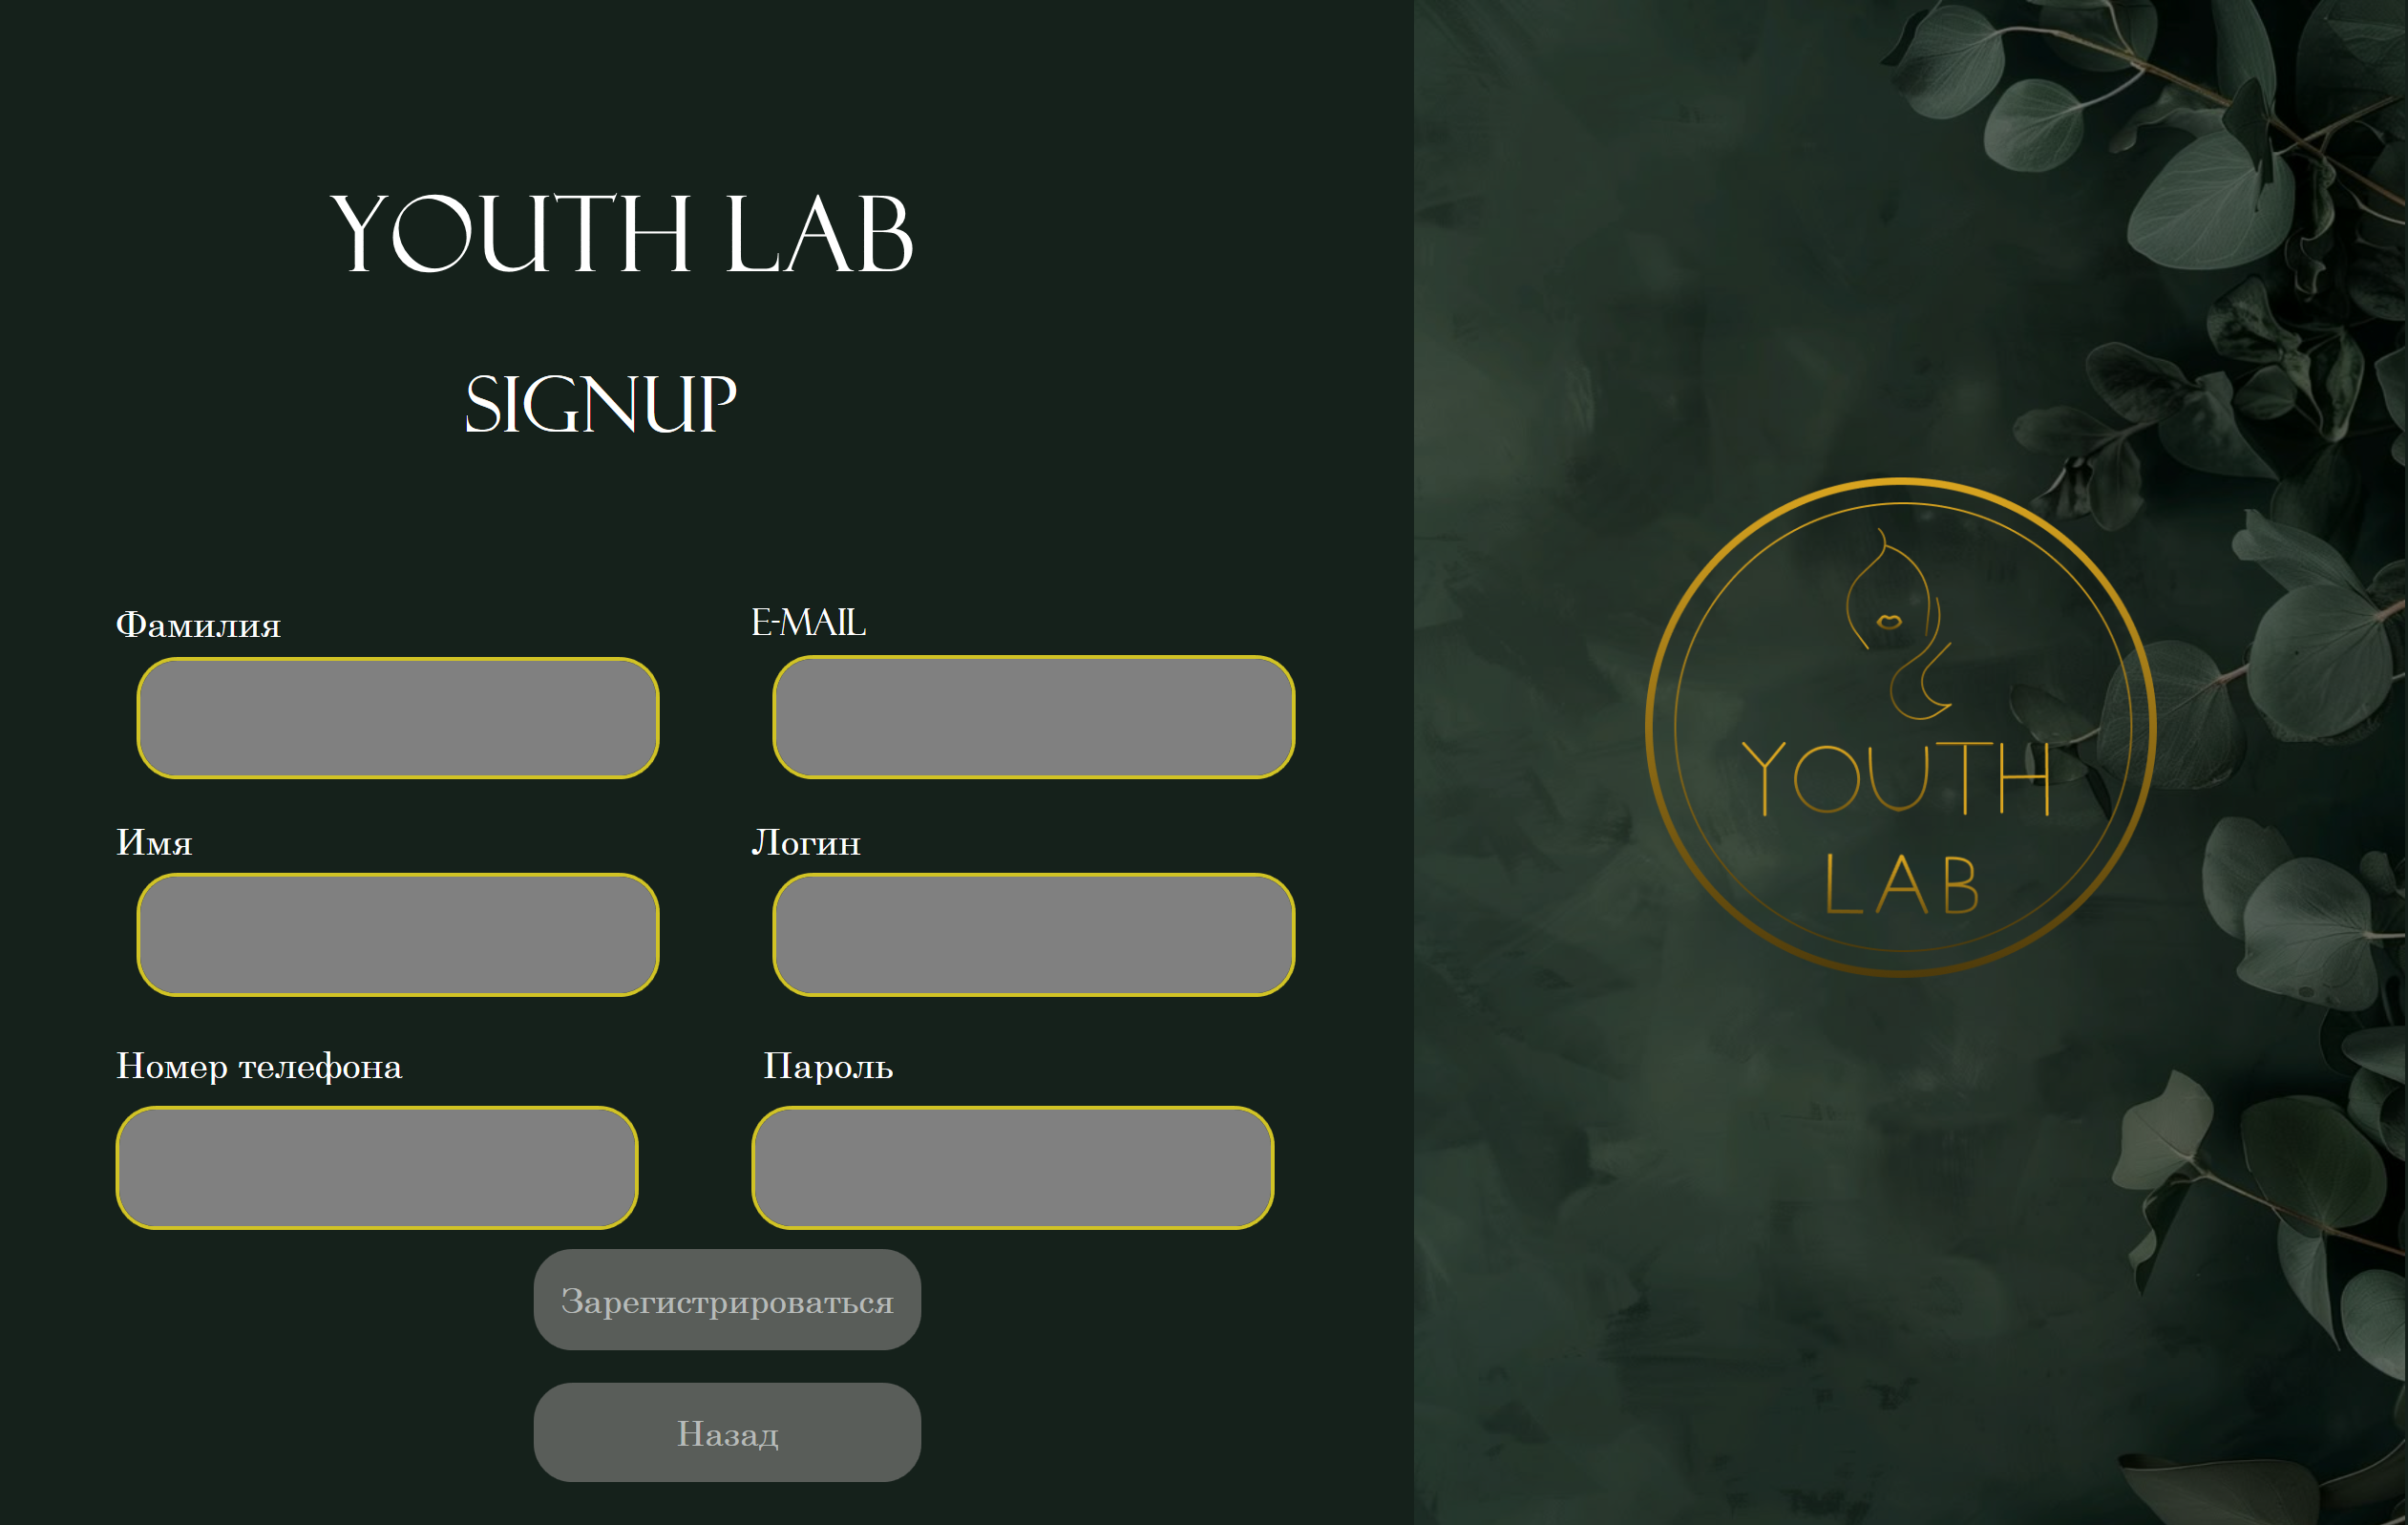 YOUTH LAB
SIGNUP
Фамилия
E-MAIL
Имя
Логин
Номер телефона
Пароль
Зарегистрироваться
Назад
YOUTH
LAB